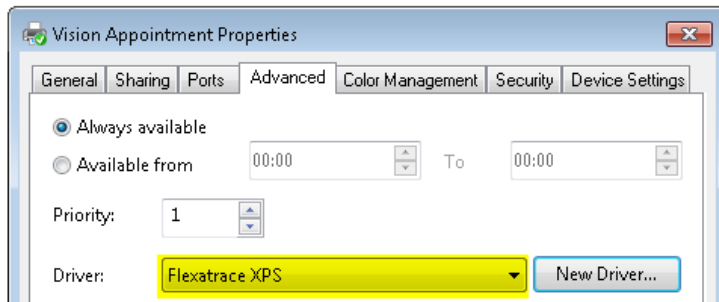 Vision Appointment Properties
General Sharing Ports Advanced Color Management Security Device Settings
Always available
Available from 00:00 To 00:00
Priority: 1
Driver: Flexatrace XPS New Driver...